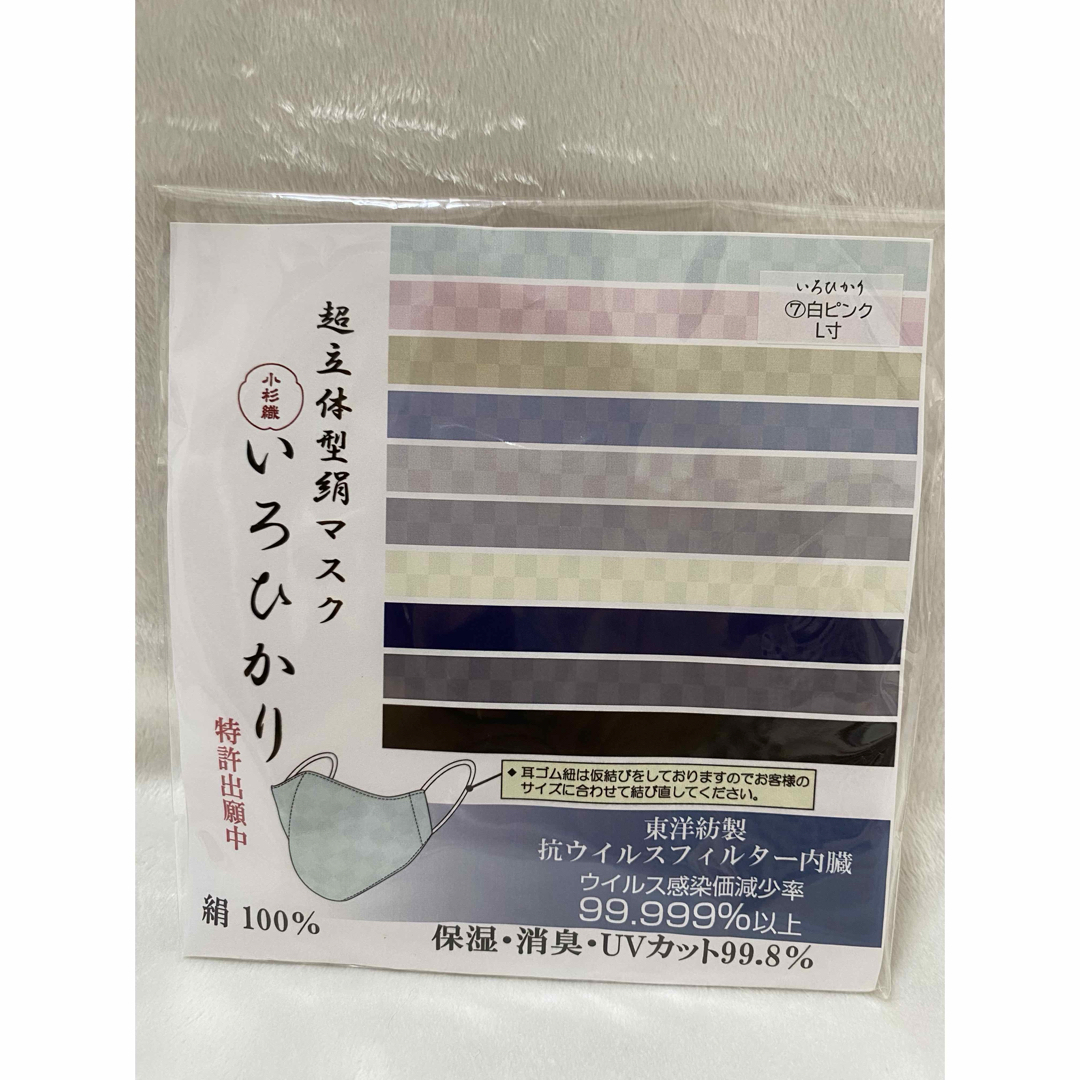 いろひかり
⑦白ピンク
L寸
超立体型絹マスク
小杉織
いろひかり
特許出願中
◆耳ゴム紐は仮結びをしておりますのでお客様の
サイズに合わせて結び直してください。
東洋紡製
抗ウイルスフィルター内臓
ウイルス感染価減少率
99.999%以上
絹 100%
保湿・消臭・UVカット99.8%